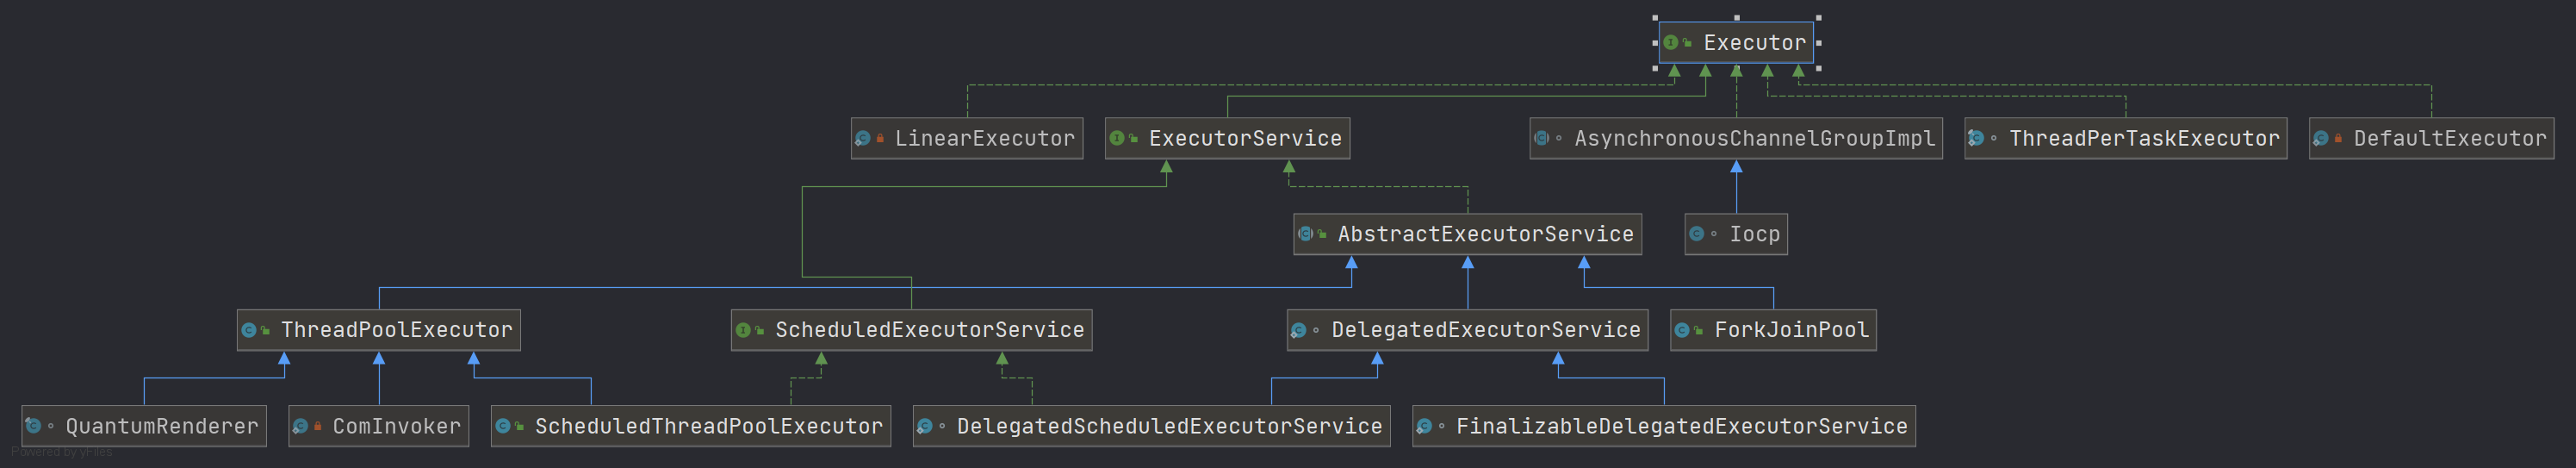 Executor
LinearExecutor
ExecutorService
AsynchronousChannelGroupImpl
ThreadPerTaskExecutor
DefaultExecutor
AbstractExecutorService
Iocp
ThreadPoolExecutor
ScheduledExecutorService
DelegatedExecutorService
ForkJoinPool
QuantumRenderer
ComInvoker
ScheduledThreadPoolExecutor
DelegatedScheduledExecutorService
FinalizableDelegatedExecutorService
Powered by yFiles